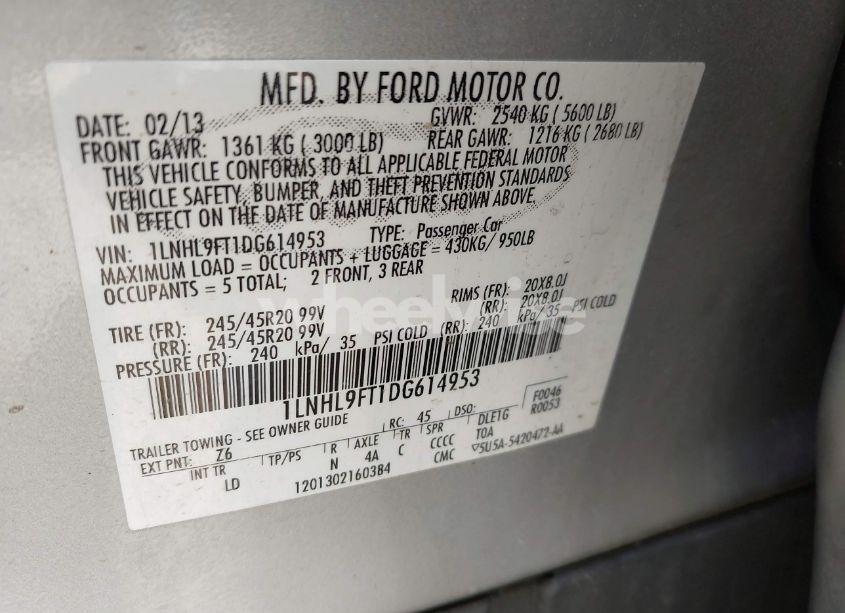 MFD. BY FORD MOTOR CO.
DATE: 02/13 GVWR: 2540 KG ( 5600 LB)
FRONT GAWR: 1361 KG ( 3000 LB) REAR GAWR: 1216 KG ( 2680 LB)
THIS VEHICLE CONFORMS TO ALL APPLICABLE FEDERAL MOTOR
VEHICLE SAFETY, BUMPER, AND THEFT PREVENTION STANDARDS
IN EFFECT ON THE DATE OF MANUFACTURE SHOWN ABOVE.
VIN: 1LNHL9FT1DG614953 TYPE: Passenger Car
MAXIMUM LOAD = OCCUPANTS + LUGGAGE = 430KG/ 950LB
OCCUPANTS = 5 TOTAL; 2 FRONT, 3 REAR
TIRE (FR): 245/45R20 99V RIMS (FR): 20X8.0J
(RR): 245/45R20 99V (RR): 20X8.0J
PRESSURE (FR): 240 kPa/ 35 PSI COLD (RR): 240 kPa/ 35 PSI COLD
1LNHL9FT1DG614953
F0046
R0053
TRAILER TOWING - SEE OWNER GUIDE RC: 45 DSO: DLETG
EXT PNT: Z6 TP/PS R AXLE TR SPR TOA
INT TR N 4A C CCCC ▽5U5A-5420472-AA
LD 1201302160384 CMC
wheelwise